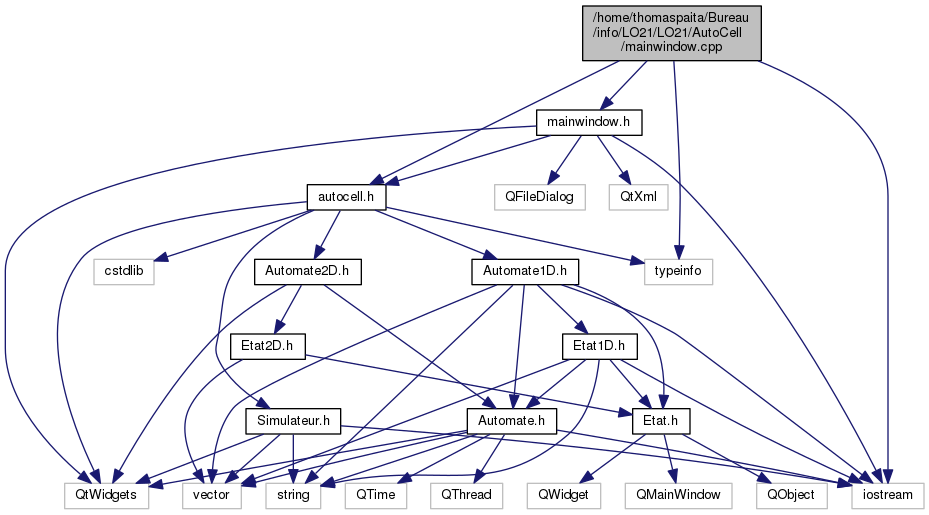 /home/thomaspaita/Bureau
/info/LO21/LO21/AutoCell
/mainwindow.cpp
mainwindow.h
QFileDialog
QtXml
autocell.h
cstdlib
Automate2D.h
Automate1D.h
typeinfo
Etat2D.h
Etat1D.h
Simulateur.h
Automate.h
Etat.h
QtWidgets
vector
string
QTime
QThread
QWidget
QMainWindow
QObject
iostream